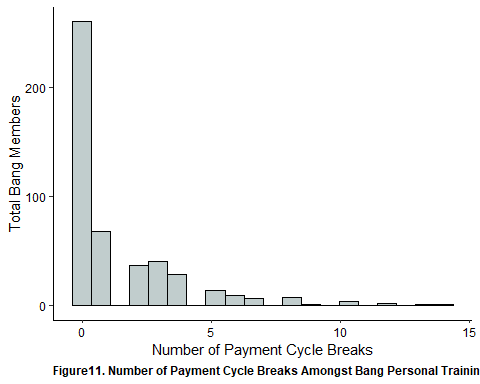 200
100
0
Total Bang Members
0 5 10 15
Number of Payment Cycle Breaks
Figure11. Number of Payment Cycle Breaks Amongst Bang Personal Trainin